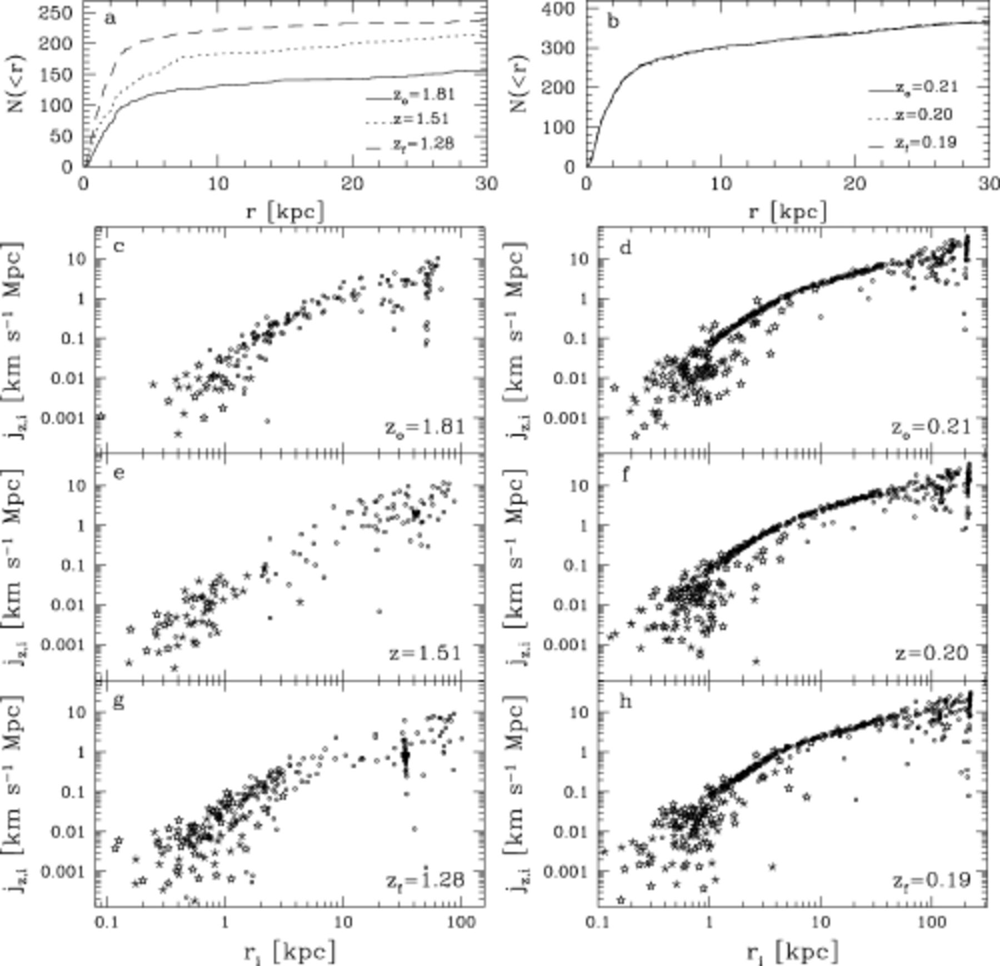 a
250
200
150
100
50
0
N(<r)
z₀=1.81
z=1.51
z_f=1.28
0 10 20 30
r [kpc]
b
400
300
200
100
0
N(<r)
z₀=0.21
z=0.20
z_f=0.19
0 10 20 30
r [kpc]
c
10
1
0.1
0.01
0.001
j_z,i [km s⁻¹ Mpc]
z₀=1.81
d
10
1
0.1
0.01
0.001
j_z,i [km s⁻¹ Mpc]
z₀=0.21
e
10
1
0.1
0.01
0.001
j_z,i [km s⁻¹ Mpc]
z=1.51
f
10
1
0.1
0.01
0.001
j_z,i [km s⁻¹ Mpc]
z=0.20
g
10
1
0.1
0.01
0.001
j_z,i [km s⁻¹ Mpc]
z_f=1.28
0.1 1 10 100
r_i [kpc]
h
10
1
0.1
0.01
0.001
j_z,i [km s⁻¹ Mpc]
z_f=0.19
0.1 1 10 100
r_i [kpc]